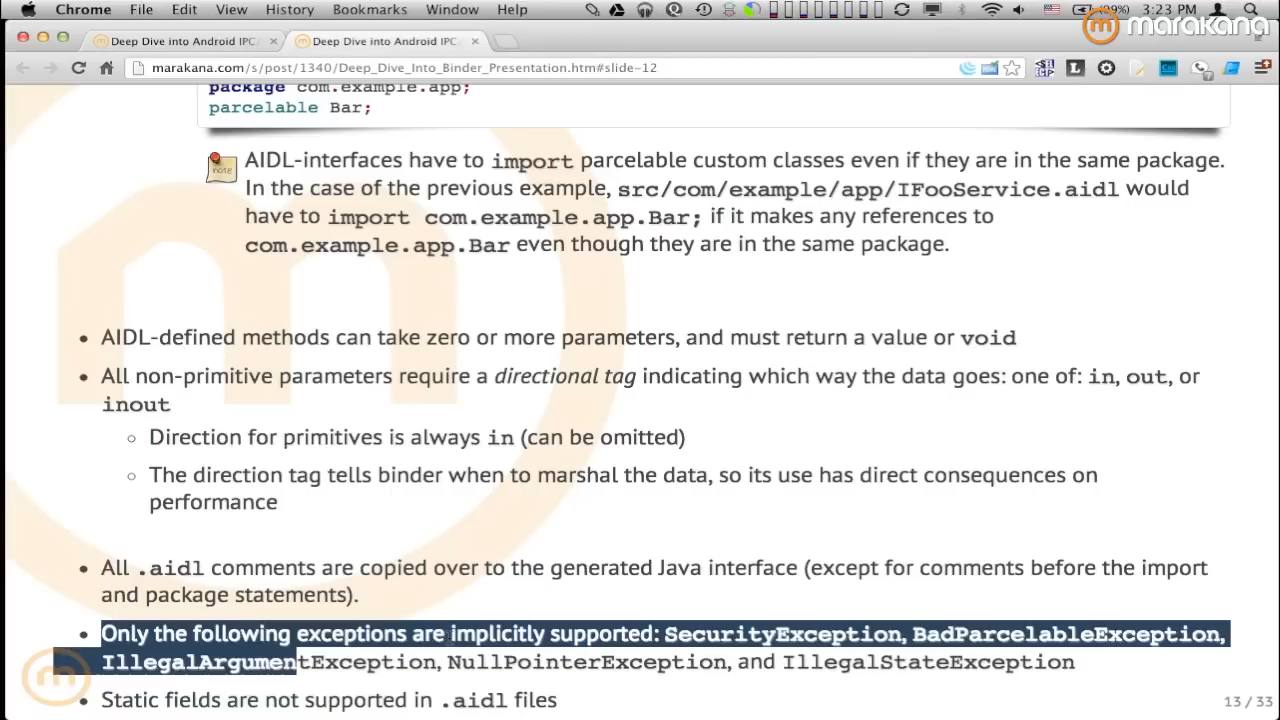 Chrome File Edit View History Bookmarks Window Help (99%) 3:23 PM
marakana
Deep Dive into Android IPC/ × Deep Dive into Android IPC/ ×
marakana.com/s/post/1340/Deep_Dive_Into_Binder_Presentation.htm#slide-12
package com.example.app;
parcelable Bar;
note
AIDL-interfaces have to import parcelable custom classes even if they are in the same package.
In the case of the previous example, src/com/example/app/IFooService.aidl would
have to import com.example.app.Bar; if it makes any references to
com.example.app.Bar even though they are in the same package.
• AIDL-defined methods can take zero or more parameters, and must return a value or void
• All non-primitive parameters require a directional tag indicating which way the data goes: one of: in, out, or
inout
◦ Direction for primitives is always in (can be omitted)
◦ The direction tag tells binder when to marshal the data, so its use has direct consequences on
performance
• All .aidl comments are copied over to the generated Java interface (except for comments before the import
and package statements).
• Only the following exceptions are implicitly supported: SecurityException, BadParcelableException,
IllegalArgumentException, NullPointerException, and IllegalStateException
• Static fields are not supported in .aidl files
13 / 33